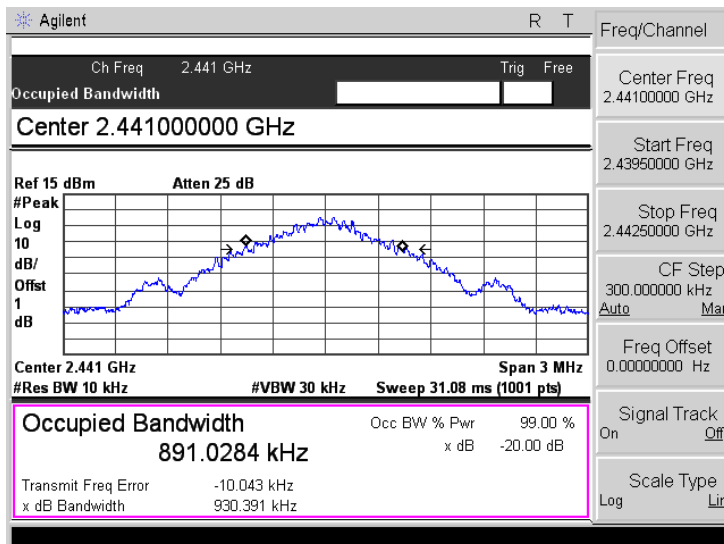 Agilent R T
Freq/Channel
Ch Freq 2.441 GHz Trig Free
Occupied Bandwidth
Center 2.441000000 GHz
Ref 15 dBm Atten 25 dB
#Peak
Log
10
dB/
Offst
1
dB
Center 2.441 GHz Span 3 MHz
#Res BW 10 kHz #VBW 30 kHz Sweep 31.08 ms (1001 pts)
Occupied Bandwidth
891.0284 kHz
Occ BW % Pwr 99.00 %
x dB -20.00 dB
Transmit Freq Error -10.043 kHz
x dB Bandwidth 930.391 kHz
Center Freq
2.44100000 GHz
Start Freq
2.43950000 GHz
Stop Freq
2.44250000 GHz
CF Step
300.000000 kHz
Auto Man
Freq Offset
0.00000000 Hz
Signal Track
On Off
Scale Type
Log Lin